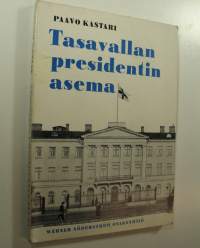 PAAVO KASTARI
Tasavallan
presidentin
asema
WERNER SÖDERSTRÖM OSAKEYHTIÖ